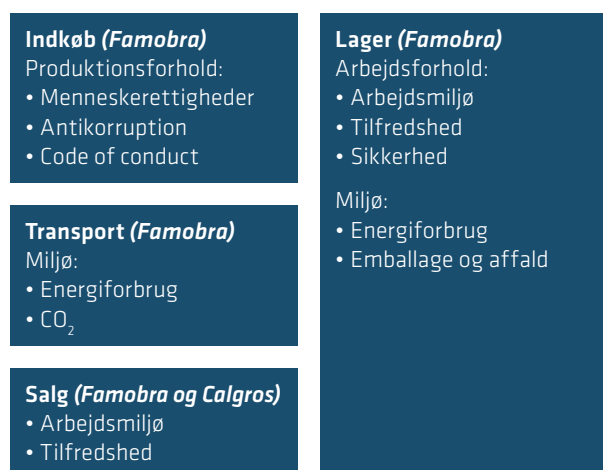 Indkøb (Famobra)
Produktionsforhold:
• Menneskerettigheder
• Antikorruption
• Code of conduct
Transport (Famobra)
Miljø:
• Energiforbrug
• CO₂
Salg (Famobra og Calgros)
• Arbejdsmiljø
• Tilfredshed
Lager (Famobra)
Arbejdsforhold:
• Arbejdsmiljø
• Tilfredshed
• Sikkerhed
Miljø:
• Energiforbrug
• Emballage og affald